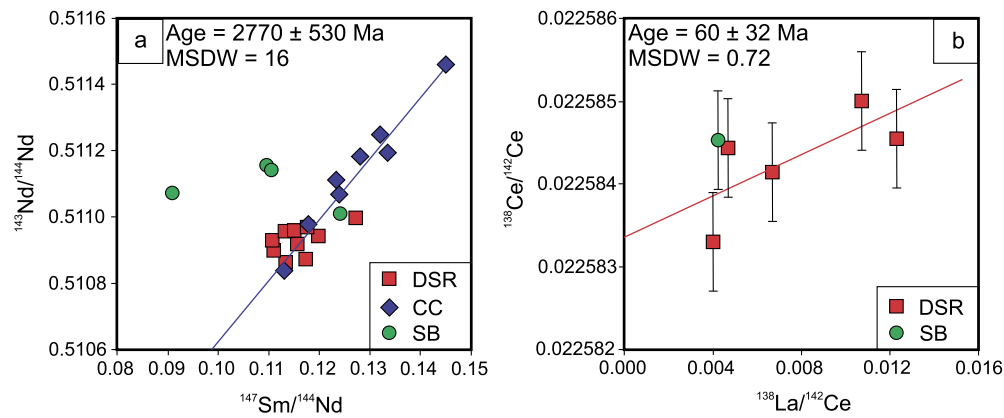 a
Age = 2770 ± 530 Ma
MSDW = 16
0.5116
0.5114
0.5112
0.5110
0.5108
0.5106
¹⁴³Nd/¹⁴⁴Nd
DSR
CC
SB
0.08 0.09 0.10 0.11 0.12 0.13 0.14 0.15
¹⁴⁷Sm/¹⁴⁴Nd
Age = 60 ± 32 Ma
MSDW = 0.72
b
0.022586
0.022585
0.022584
0.022583
0.022582
¹³⁸Ce/¹⁴²Ce
DSR
SB
0.000 0.004 0.008 0.012 0.016
¹³⁸La/¹⁴²Ce